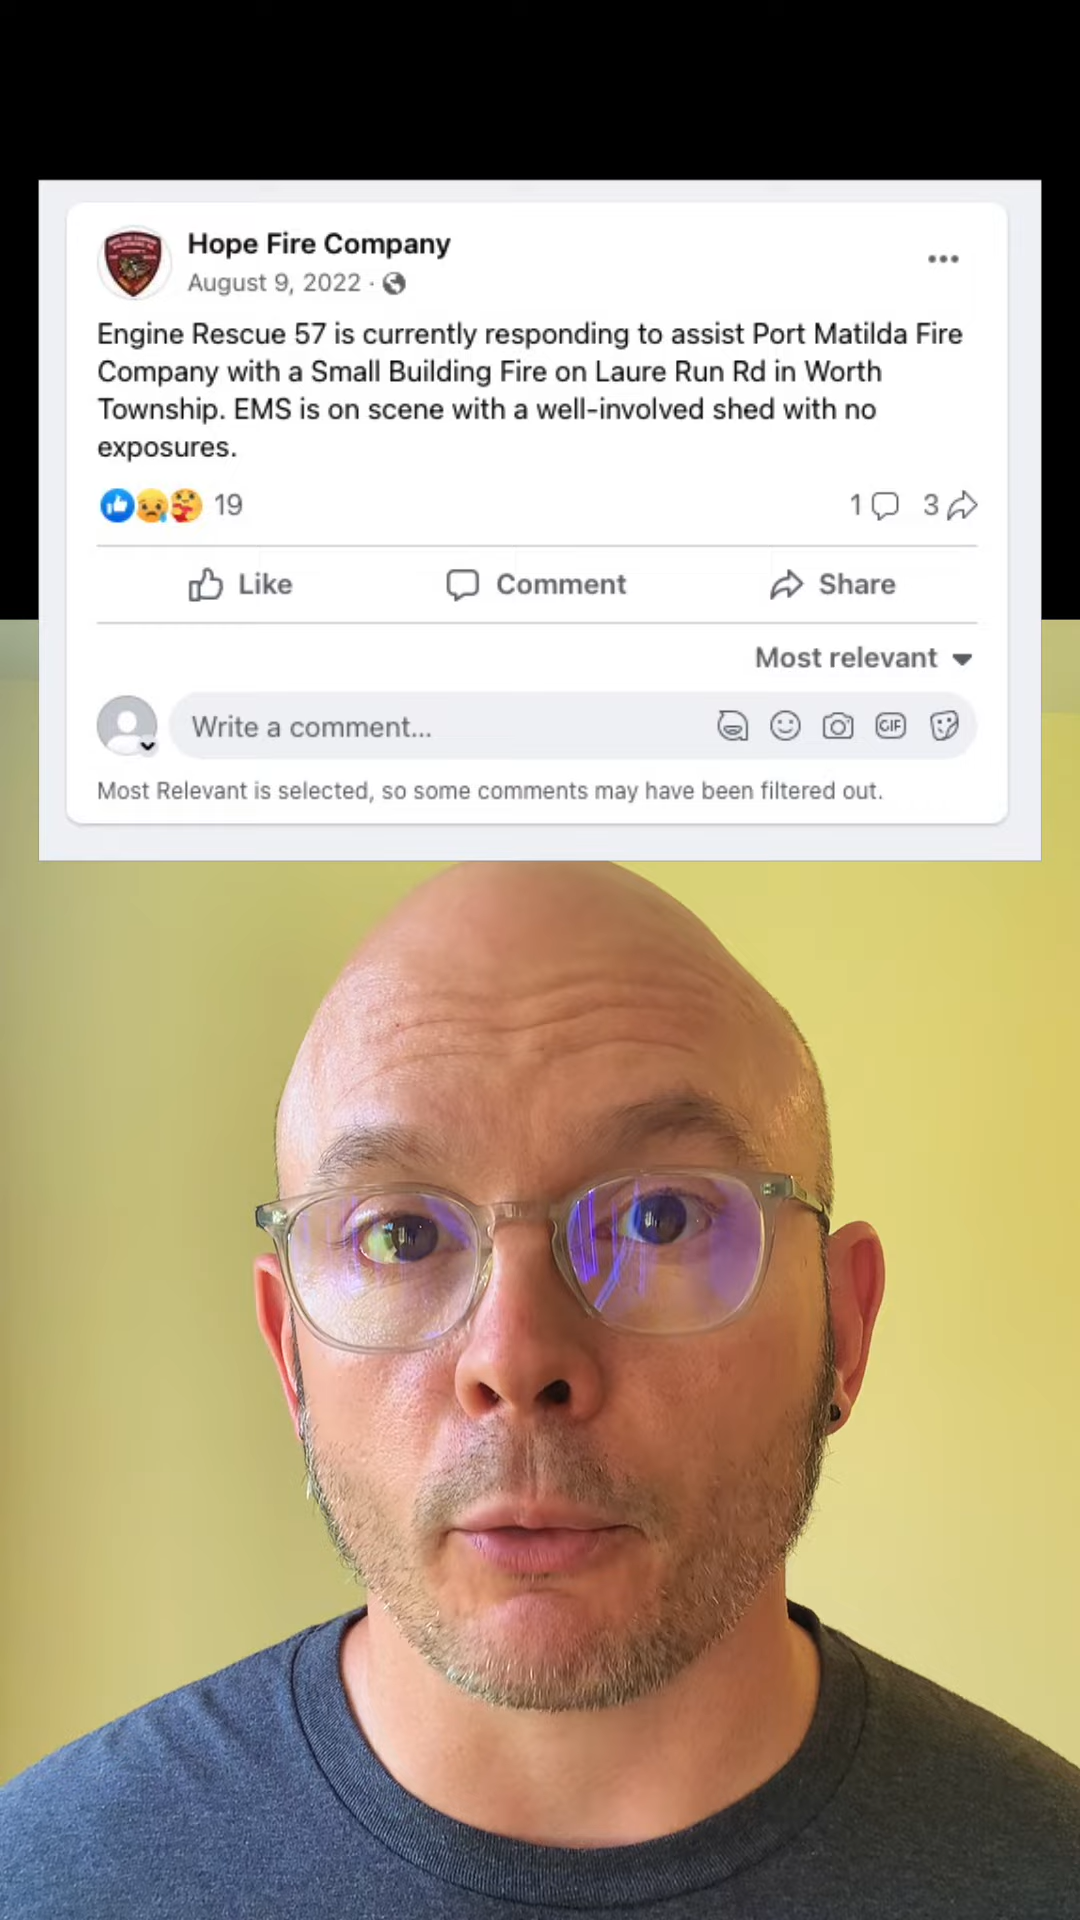 Hope Fire Company
August 9, 2022 ·
Engine Rescue 57 is currently responding to assist Port Matilda Fire
Company with a Small Building Fire on Laure Run Rd in Worth
Township. EMS is on scene with a well-involved shed with no
exposures.
19 1 3
Like Comment Share
Most relevant
Write a comment...
GIF
Most Relevant is selected, so some comments may have been filtered out.